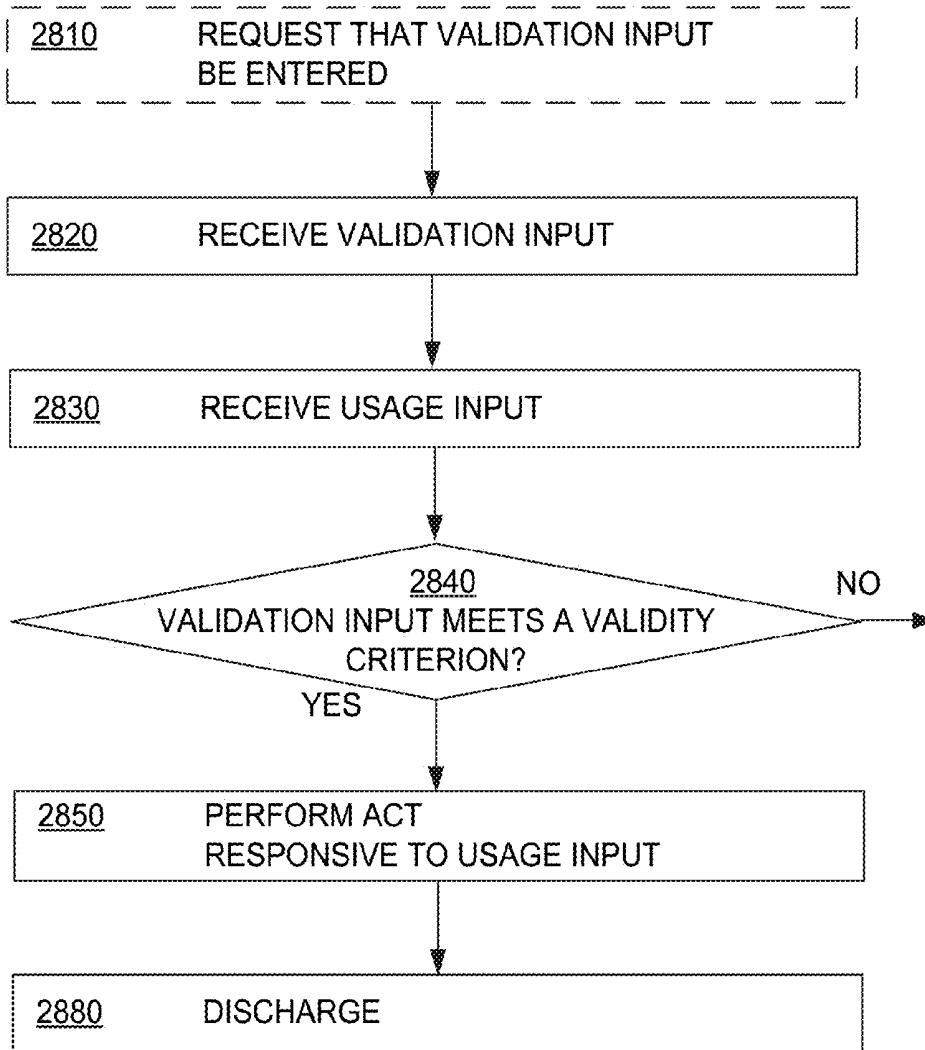 2810 REQUEST THAT VALIDATION INPUT
BE ENTERED
2820 RECEIVE VALIDATION INPUT
2830 RECEIVE USAGE INPUT
2840
VALIDATION INPUT MEETS A VALIDITY
CRITERION?
NO
YES
2850 PERFORM ACT
RESPONSIVE TO USAGE INPUT
2880 DISCHARGE